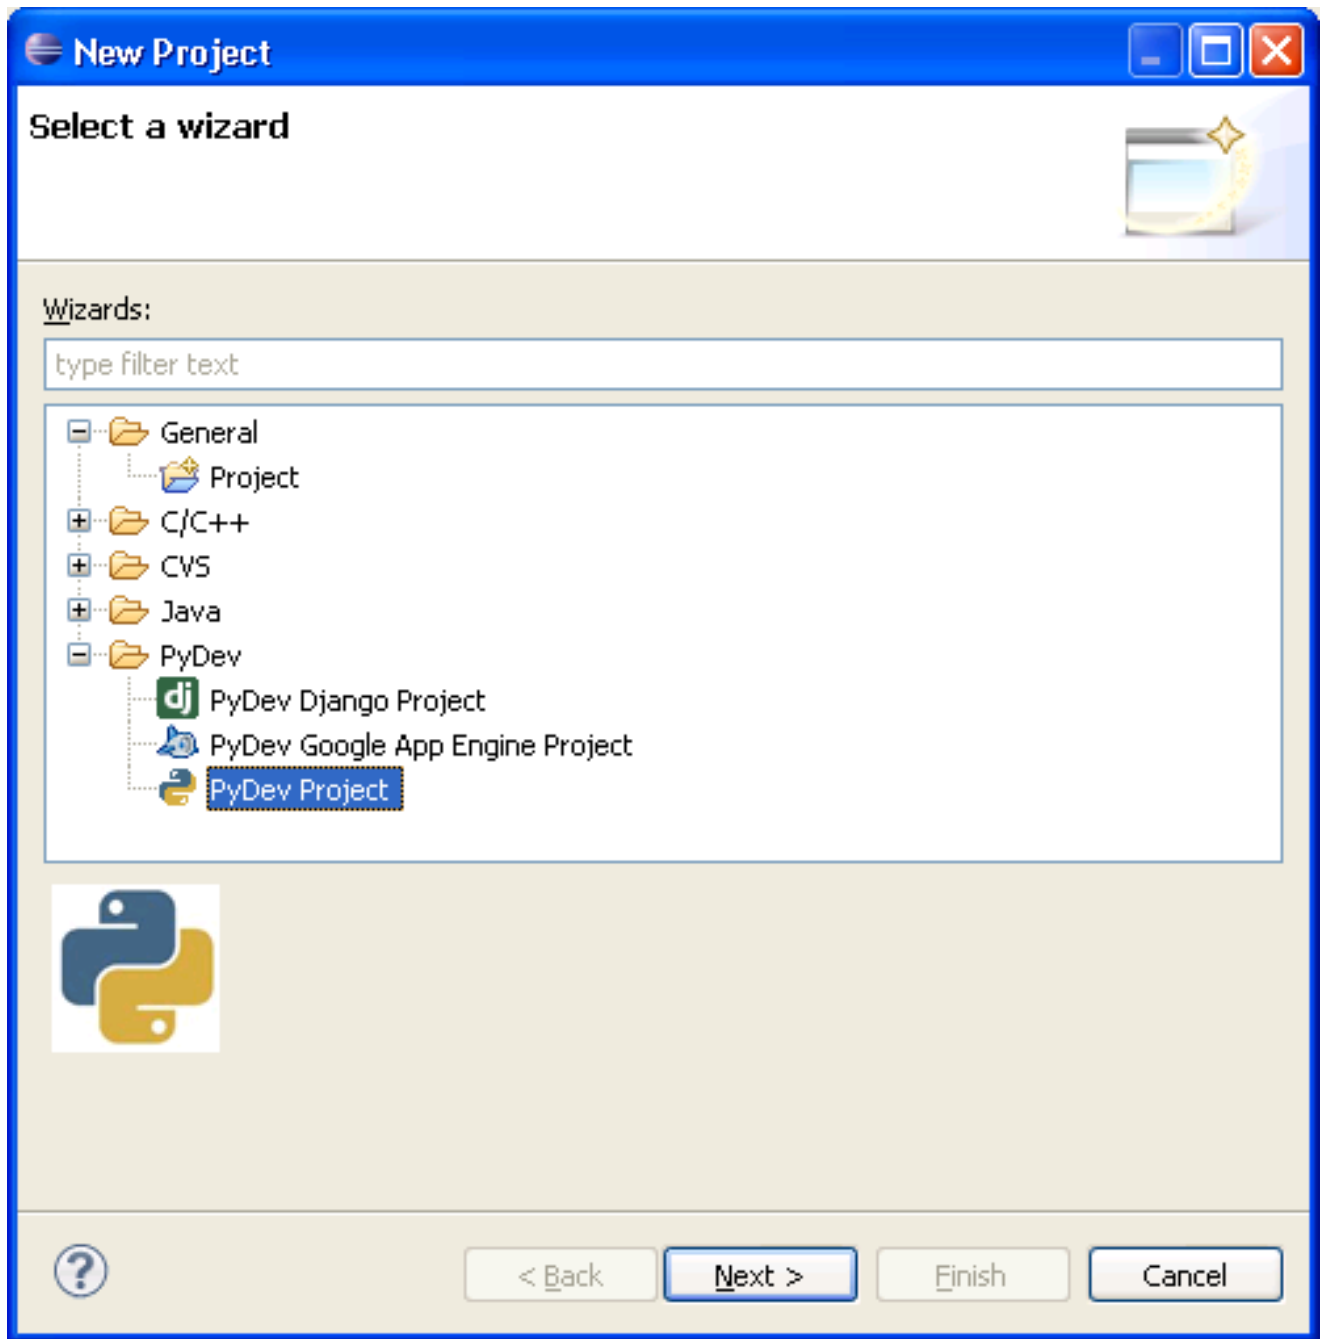 New Project
Select a wizard
Wizards:
type filter text
General
Project
C/C++
CVS
Java
PyDev
dj PyDev Django Project
PyDev Google App Engine Project
PyDev Project
?
< Back Next > Finish Cancel